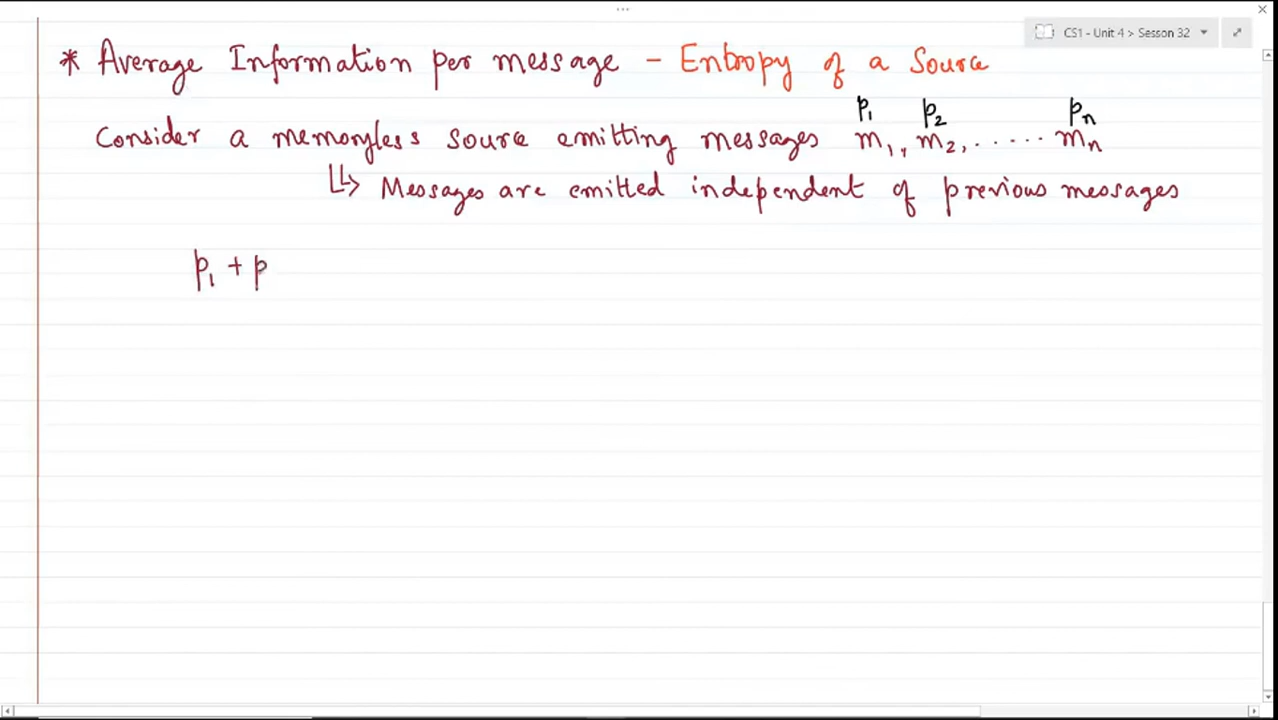 CS1 - Unit 4 > Sesson 32
* Average Information per message - Entropy of a Source
p1 p2 pn
Consider a memoryless source emitting messages m1, m2, ...... mn
↳ Messages are emitted independent of previous messages
p1 + p